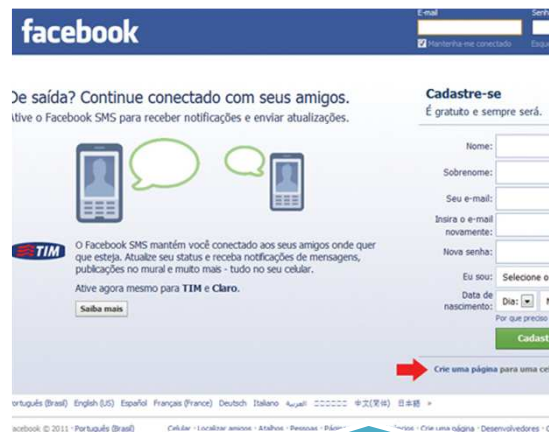 facebook
E-mail
Mantenha-me conectado
De saída? Continue conectado com seus amigos.
Ative o Facebook SMS para receber notificações e enviar atualizações.
Cadastre-se
É gratuito e sempre será.
Nome:
Sobrenome:
Seu e-mail:
Insira o e-mail
novamente:
Nova senha:
Eu sou: Selecione o
Data de
nascimento: Dia:
Por que preciso
TIM
O Facebook SMS mantém você conectado aos seus amigos onde quer
que esteja. Atualize seu status e receba notificações de mensagens,
publicações no mural e muito mais - tudo no seu celular.
Ative agora mesmo para TIM e Claro.
Saiba mais
Crie uma página para uma
Português (Brasil) English (US) Español Français (France) Deutsch Italiano العربية 中文(简体) 日本語 »
facebook © 2011 · Português (Brasil)
Celular · Localizar amigos · Atalhos · Pessoas · · Crie uma página · Desenvolvedores ·